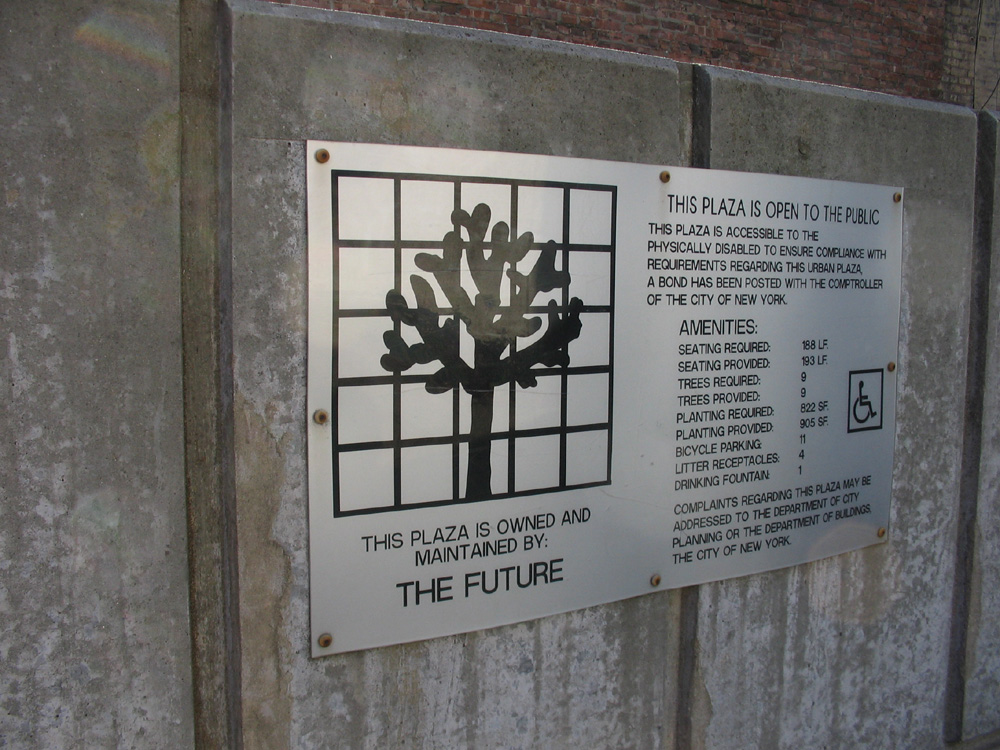 THIS PLAZA IS OWNED AND
MAINTAINED BY:
THE FUTURE
THIS PLAZA IS OPEN TO THE PUBLIC
THIS PLAZA IS ACCESSIBLE TO THE
PHYSICALLY DISABLED TO ENSURE COMPLIANCE WITH
REQUIREMENTS REGARDING THIS URBAN PLAZA,
A BOND HAS BEEN POSTED WITH THE COMPTROLLER
OF THE CITY OF NEW YORK.
AMENITIES:
SEATING REQUIRED: 188 LF.
SEATING PROVIDED: 193 LF.
TREES REQUIRED: 9
TREES PROVIDED: 9
PLANTING REQUIRED: 822 SF.
PLANTING PROVIDED: 905 SF.
BICYCLE PARKING: 11
LITTER RECEPTACLES: 4
DRINKING FOUNTAIN: 1
COMPLAINTS REGARDING THIS PLAZA MAY BE
ADDRESSED TO THE DEPARTMENT OF CITY
PLANNING OR THE DEPARTMENT OF BUILDINGS,
THE CITY OF NEW YORK.